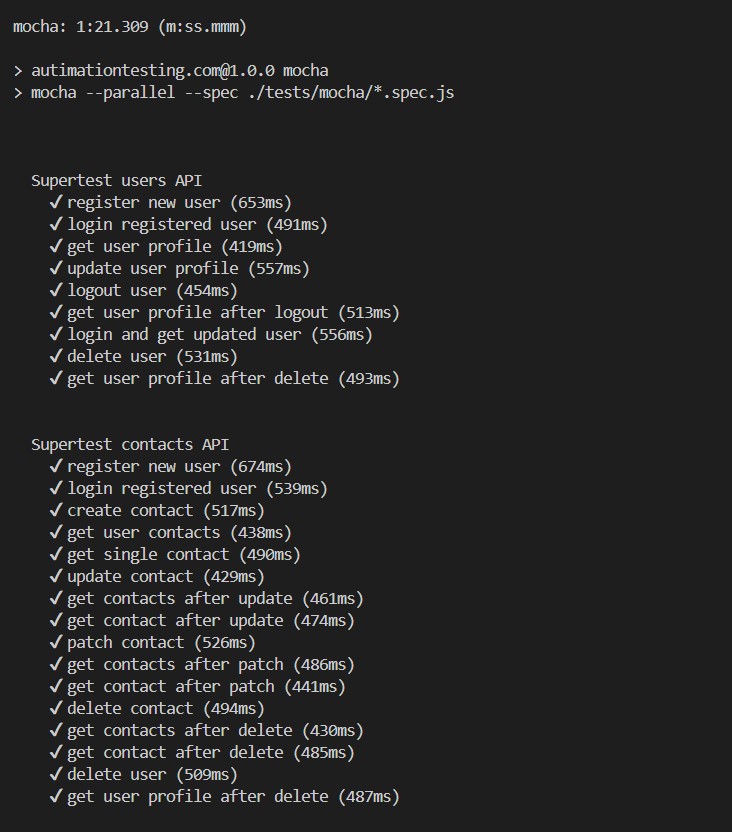 mocha: 1:21.309 (m:ss.mmm)
> autimationtesting.com@1.0.0 mocha
> mocha --parallel --spec ./tests/mocha/*.spec.js
Supertest users API
✓ register new user (653ms)
✓ login registered user (491ms)
✓ get user profile (419ms)
✓ update user profile (557ms)
✓ logout user (454ms)
✓ get user profile after logout (513ms)
✓ login and get updated user (556ms)
✓ delete user (531ms)
✓ get user profile after delete (493ms)
Supertest contacts API
✓ register new user (674ms)
✓ login registered user (539ms)
✓ create contact (517ms)
✓ get user contacts (438ms)
✓ get single contact (490ms)
✓ update contact (429ms)
✓ get contacts after update (461ms)
✓ get contact after update (474ms)
✓ patch contact (526ms)
✓ get contacts after patch (486ms)
✓ get contact after patch (441ms)
✓ delete contact (494ms)
✓ get contacts after delete (430ms)
✓ get contact after delete (485ms)
✓ delete user (509ms)
✓ get user profile after delete (487ms)